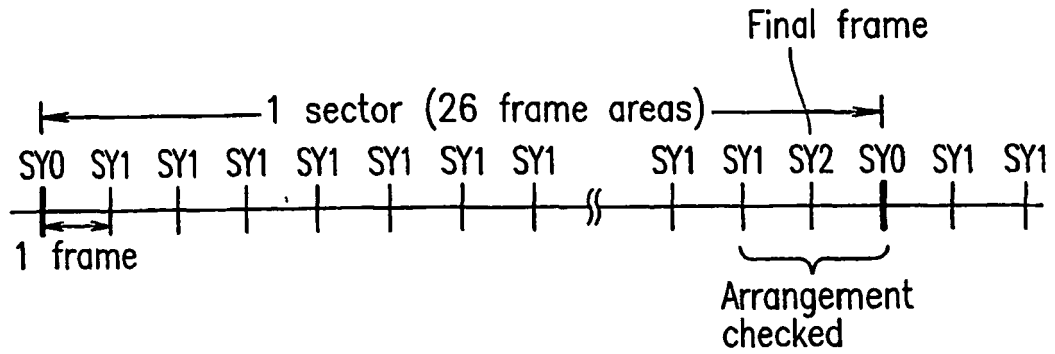 Final frame
1 sector (26 frame areas)
SY0 SY1 SY1 SY1 SY1 SY1 SY1 SY1 SY1 SY1 SY2 SY0 SY1 SY1
1 frame
Arrangement
checked